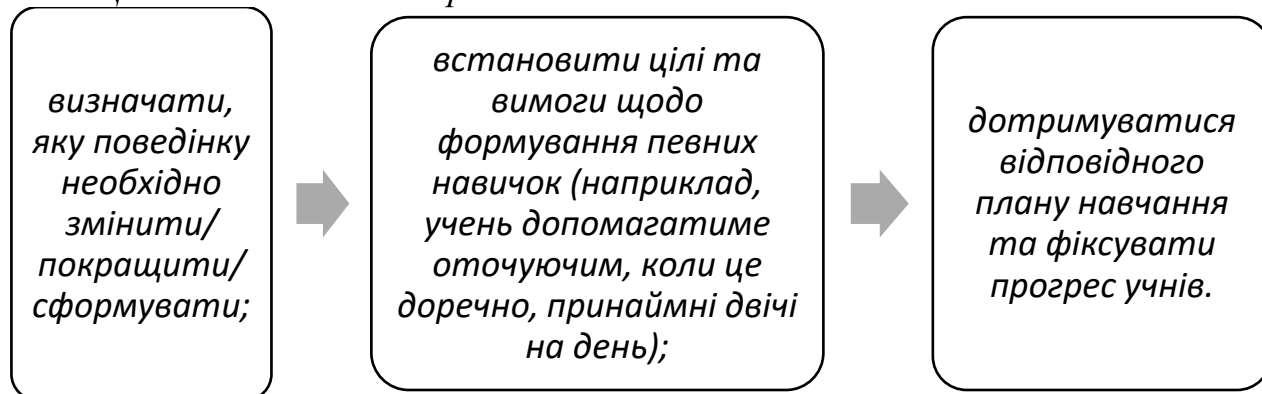 визначати,
яку поведінку
необхідно
змінити/
покращити/
сформувати;
встановити цілі та
вимоги щодо
формування певних
навичок (наприклад,
учень допомагатиме
оточуючим, коли це
доречно, принаймні двічі
на день);
дотримуватися
відповідного
плану навчання
та фіксувати
прогрес учнів.